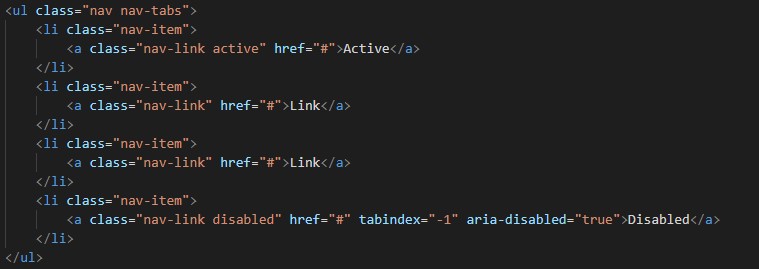 <ul class="nav nav-tabs">
    <li class="nav-item">
        <a class="nav-link active" href="#">Active</a>
    </li>
    <li class="nav-item">
        <a class="nav-link" href="#">Link</a>
    </li>
    <li class="nav-item">
        <a class="nav-link" href="#">Link</a>
    </li>
    <li class="nav-item">
        <a class="nav-link disabled" href="#" tabindex="-1" aria-disabled="true">Disabled</a>
    </li>
</ul>